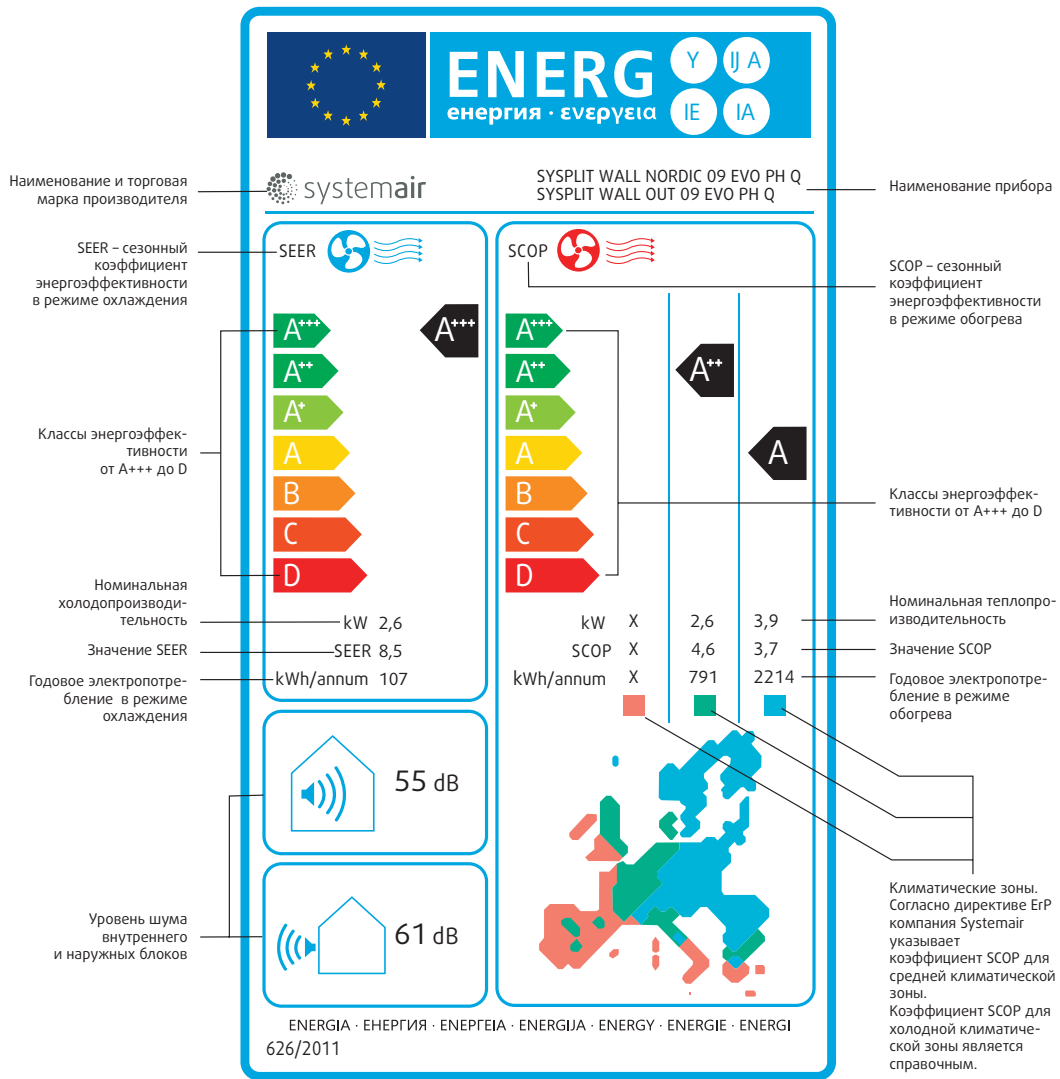 ENERG
енергия · ενεργεια
Y
IJA
IE
IA
Наименование и торговая
марка производителя
systemair
SYSPLIT WALL NORDIC 09 EVO PH Q
SYSPLIT WALL OUT 09 EVO PH Q
Наименование прибора
SEER – сезонный
коэффициент
энергоэффективности
в режиме охлаждения
SEER
SCOP
SCOP – сезонный
коэффициент
энергоэффективности
в режиме обогрева
A+++
A++
A+
A
B
C
D
A+++
A+++
A++
A+
A
B
C
D
A++
A
Классы энергоэффек-
тивности
от A+++ до D
Классы энергоэффек-
тивности от A+++ до D
Номинальная
холодопроизводи-
тельность
Значение SEER
Годовое электропотре-
бление в режиме
охлаждения
kW 2,6
SEER 8,5
kWh/annum 107
kW X 2,6 3,9
SCOP X 4,6 3,7
kWh/annum X 791 2214
Номинальная теплопро-
изводительность
Значение SCOP
Годовое электропотре-
бление в режиме
обогрева
55 dB
61 dB
Уровень шума
внутреннего
и наружных блоков
Климатические зоны.
Согласно директиве ErP
компания Systemair
указывает
коэффициент SCOP для
средней климатической
зоны.
Коэффициент SCOP для
холодной климатиче-
ской зоны является
справочным.
ENERGIA · ЕНЕРГИЯ · ΕΝΕΡΓΕΙΑ · ENERGIJA · ENERGY · ENERGIE · ENERGI
626/2011